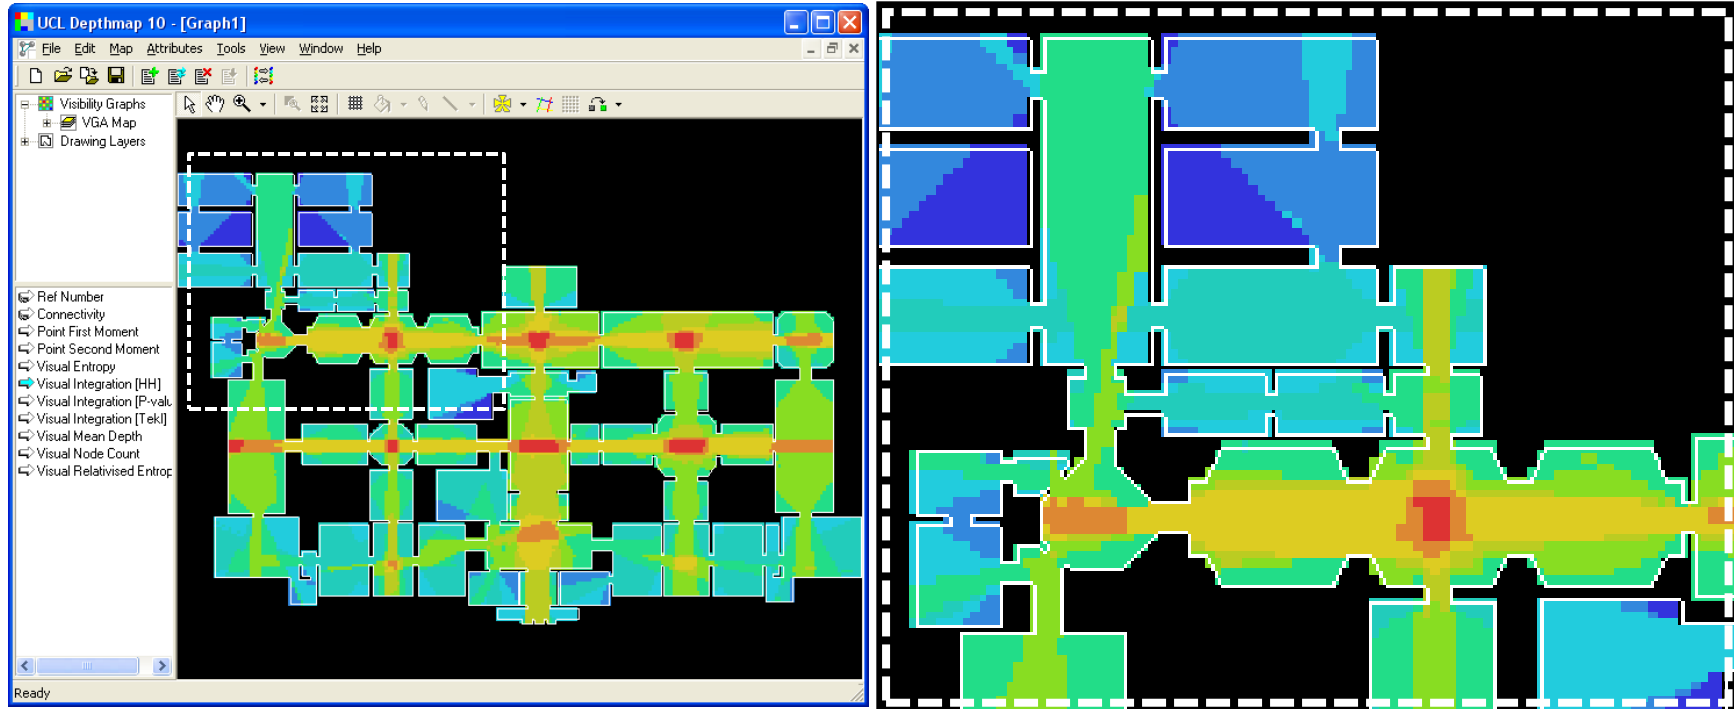 UCL Depthmap 10 - [Graph1]
File Edit Map Attributes Tools View Window Help
Visibility Graphs
VGA Map
Drawing Layers
Ref Number
Connectivity
Point First Moment
Point Second Moment
Visual Entropy
Visual Integration [HH]
Visual Integration [P-valu
Visual Integration [Tekl]
Visual Mean Depth
Visual Node Count
Visual Relativised Entrop
Ready